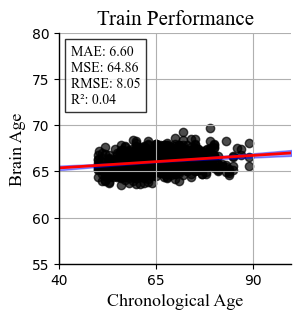 Train Performance
MAE: 6.60
MSE: 64.86
RMSE: 8.05
R²: 0.04
80
75
70
65
60
55
Brain Age
40
65
90
Chronological Age